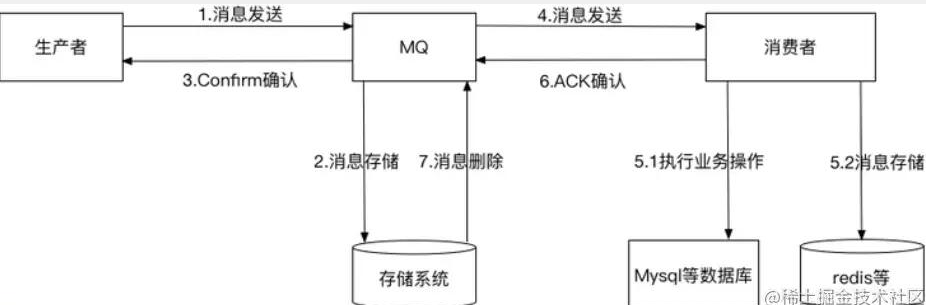 1.消息发送
4.消息发送
生产者
MQ
消费者
3.Confirm确认
6.ACK确认
2.消息存储
7.消息删除
5.1执行业务操作
5.2消息存储
存储系统
Mysql等数据库
redis等
@稀土掘金技术社区